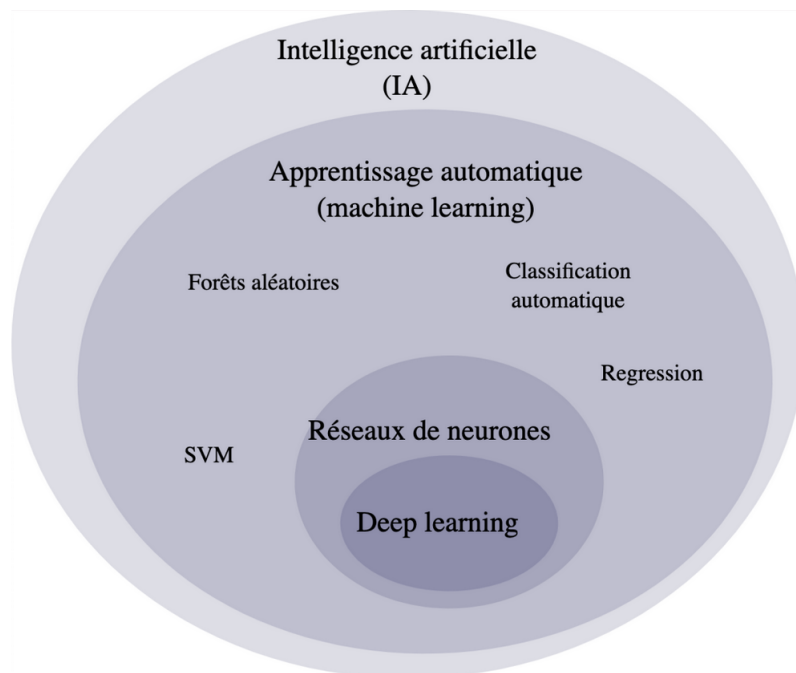 Intelligence artificielle
(IA)
Apprentissage automatique
(machine learning)
Forêts aléatoires
Classification
automatique
Regression
Réseaux de neurones
SVM
Deep learning